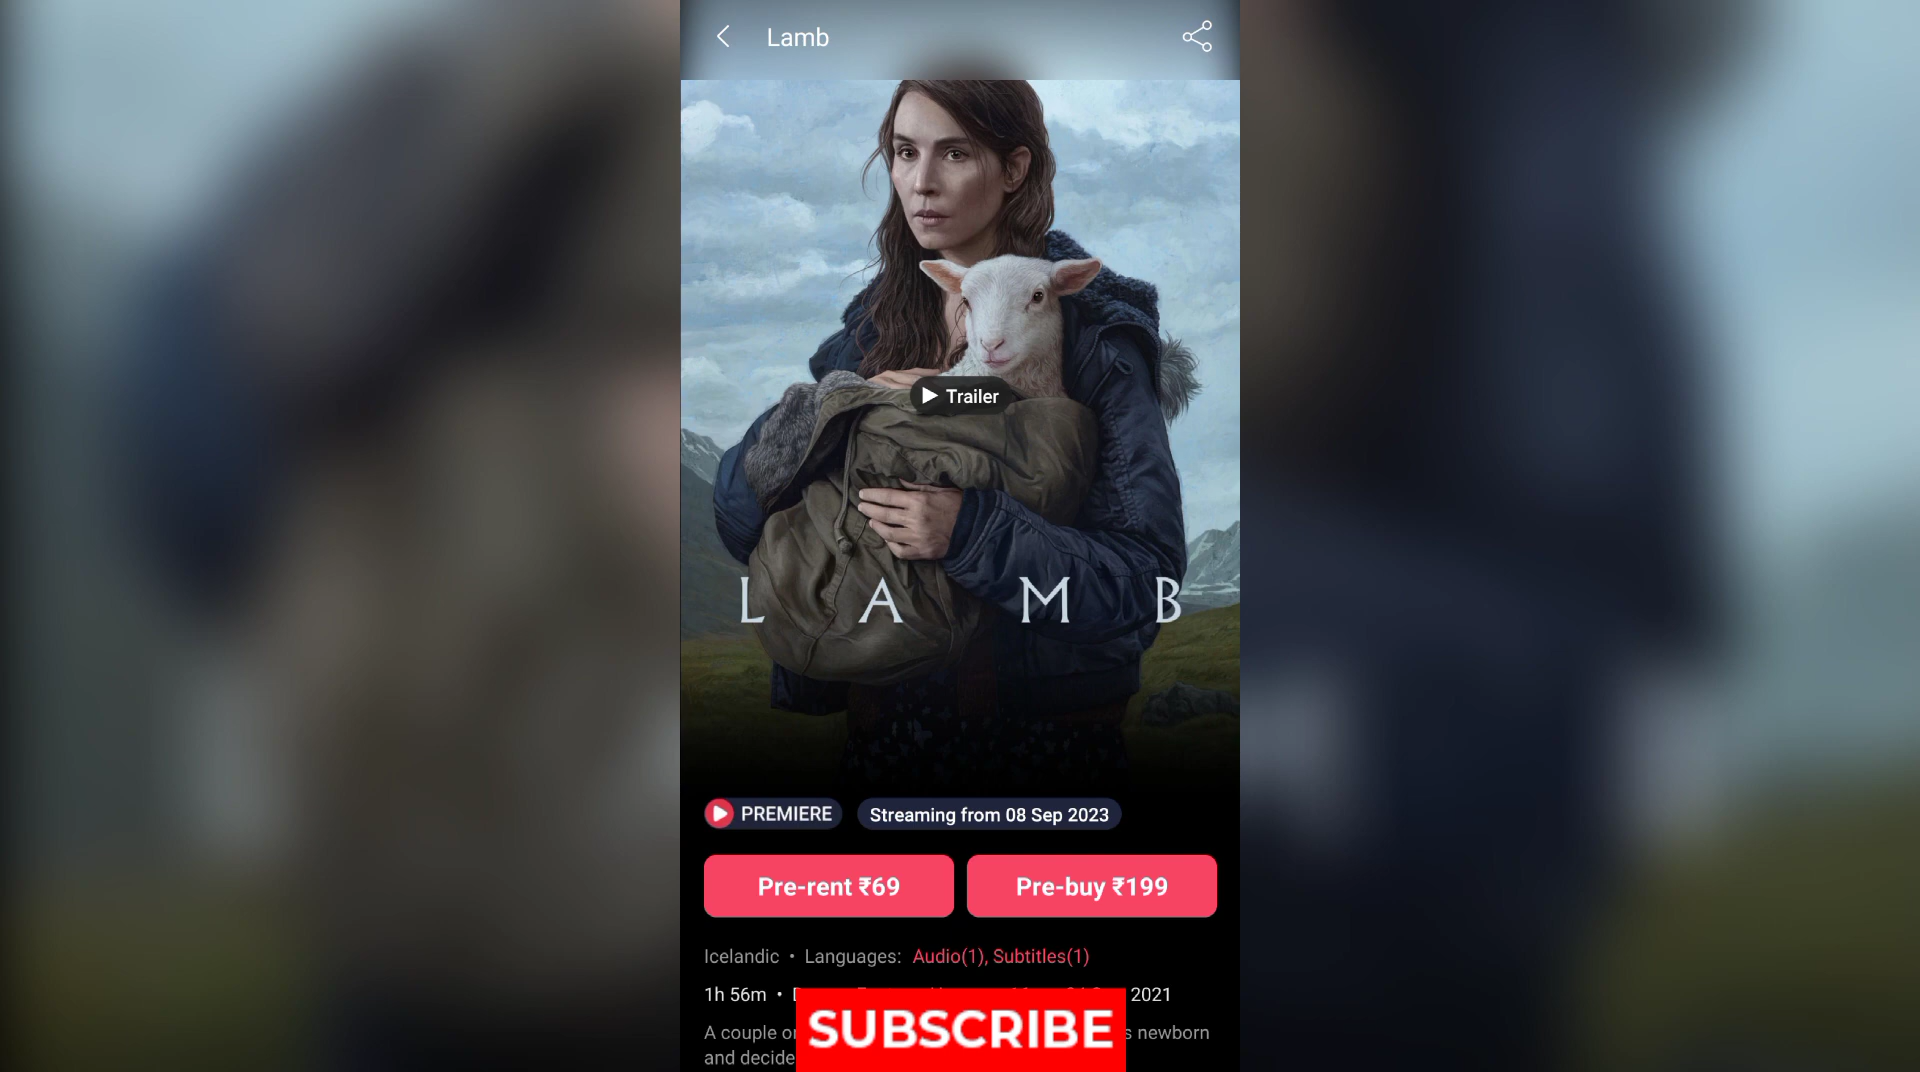 Lamb
Trailer
L A M B
PREMIERE
Streaming from 08 Sep 2023
Pre-rent ₹69
Pre-buy ₹199
Icelandic • Languages: Audio(1), Subtitles(1)
1h 56m • 2021
A couple newborn
and decide
SUBSCRIBE